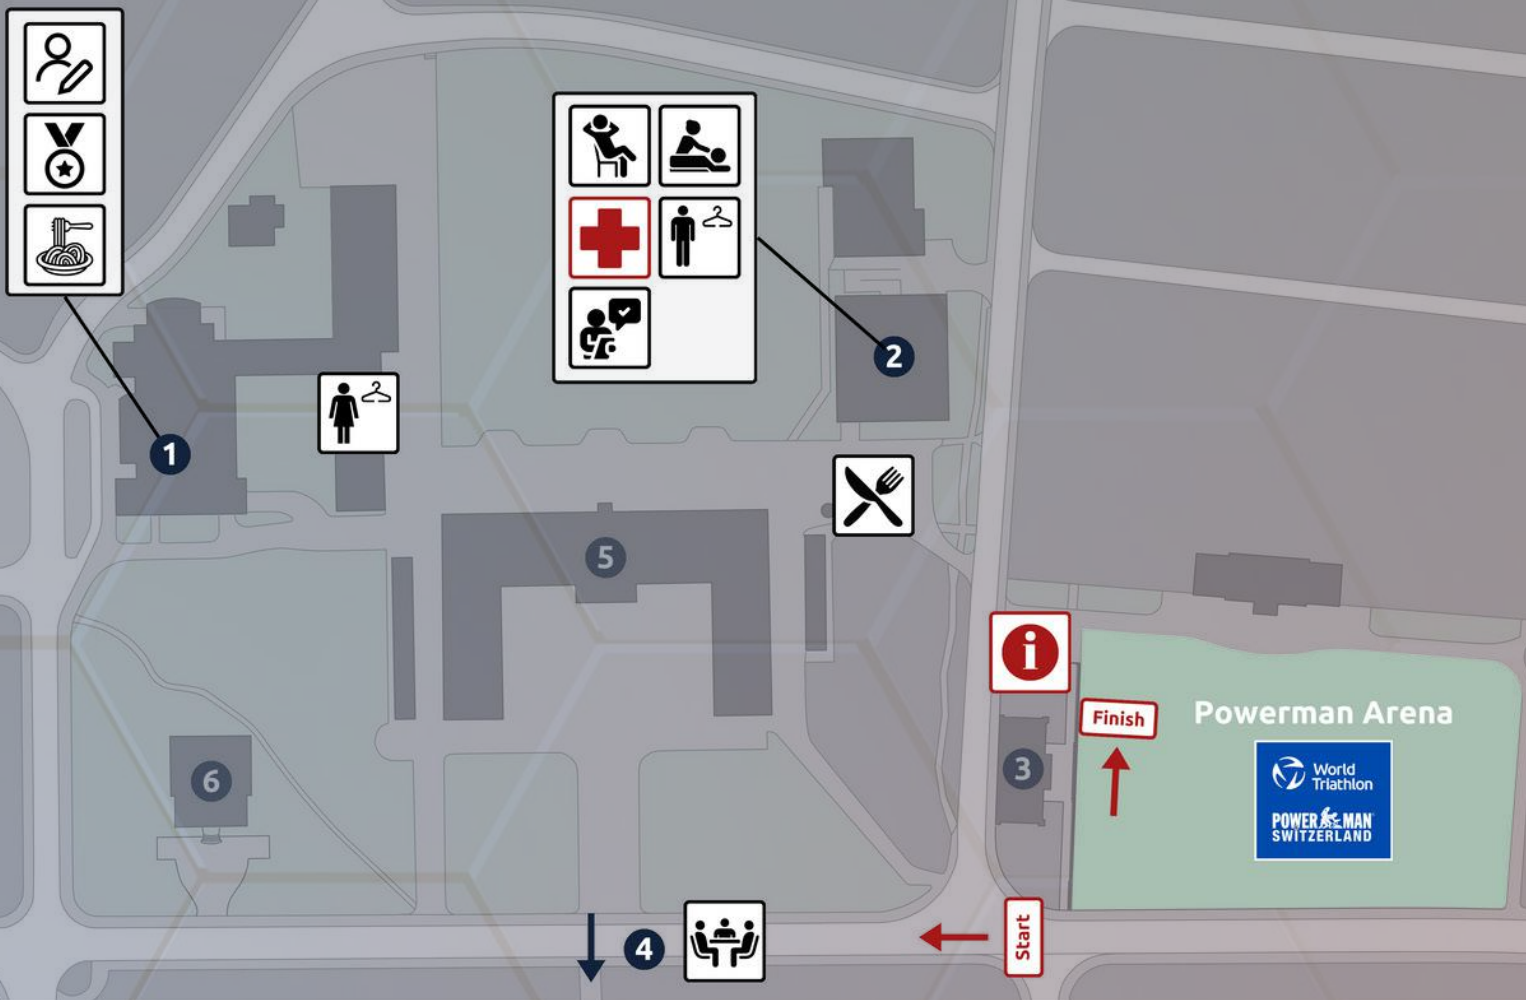 1
2
5
i
Finish
Powerman Arena
World
Triathlon
POWERMAN
SWITZERLAND
3
6
4
Start